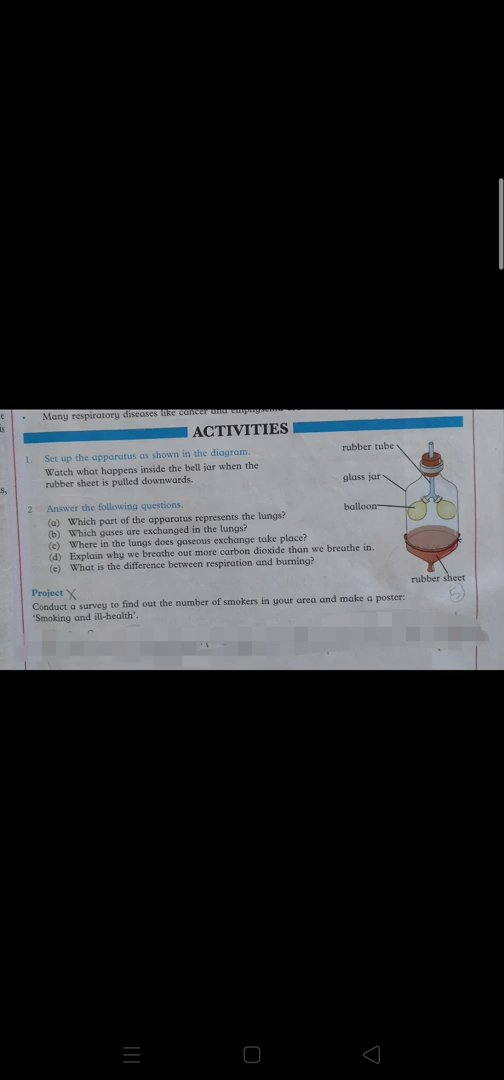 Many respiratory diseases like cancer and emphysema
ACTIVITIES
1. Set up the apparatus as shown in the diagram.
Watch what happens inside the bell jar when the
rubber sheet is pulled downwards.
2 Answer the following questions.
(a) Which part of the apparatus represents the lungs?
(b) Which gases are exchanged in the lungs?
(c) Where in the lungs does gaseous exchange take place?
(d) Explain why we breathe out more carbon dioxide than we breathe in.
(e) What is the difference between respiration and burning?
rubber tube
glass jar
balloon
rubber sheet
5
Project X
Conduct a survey to find out the number of smokers in your area and make a poster:
'Smoking and ill-health'.